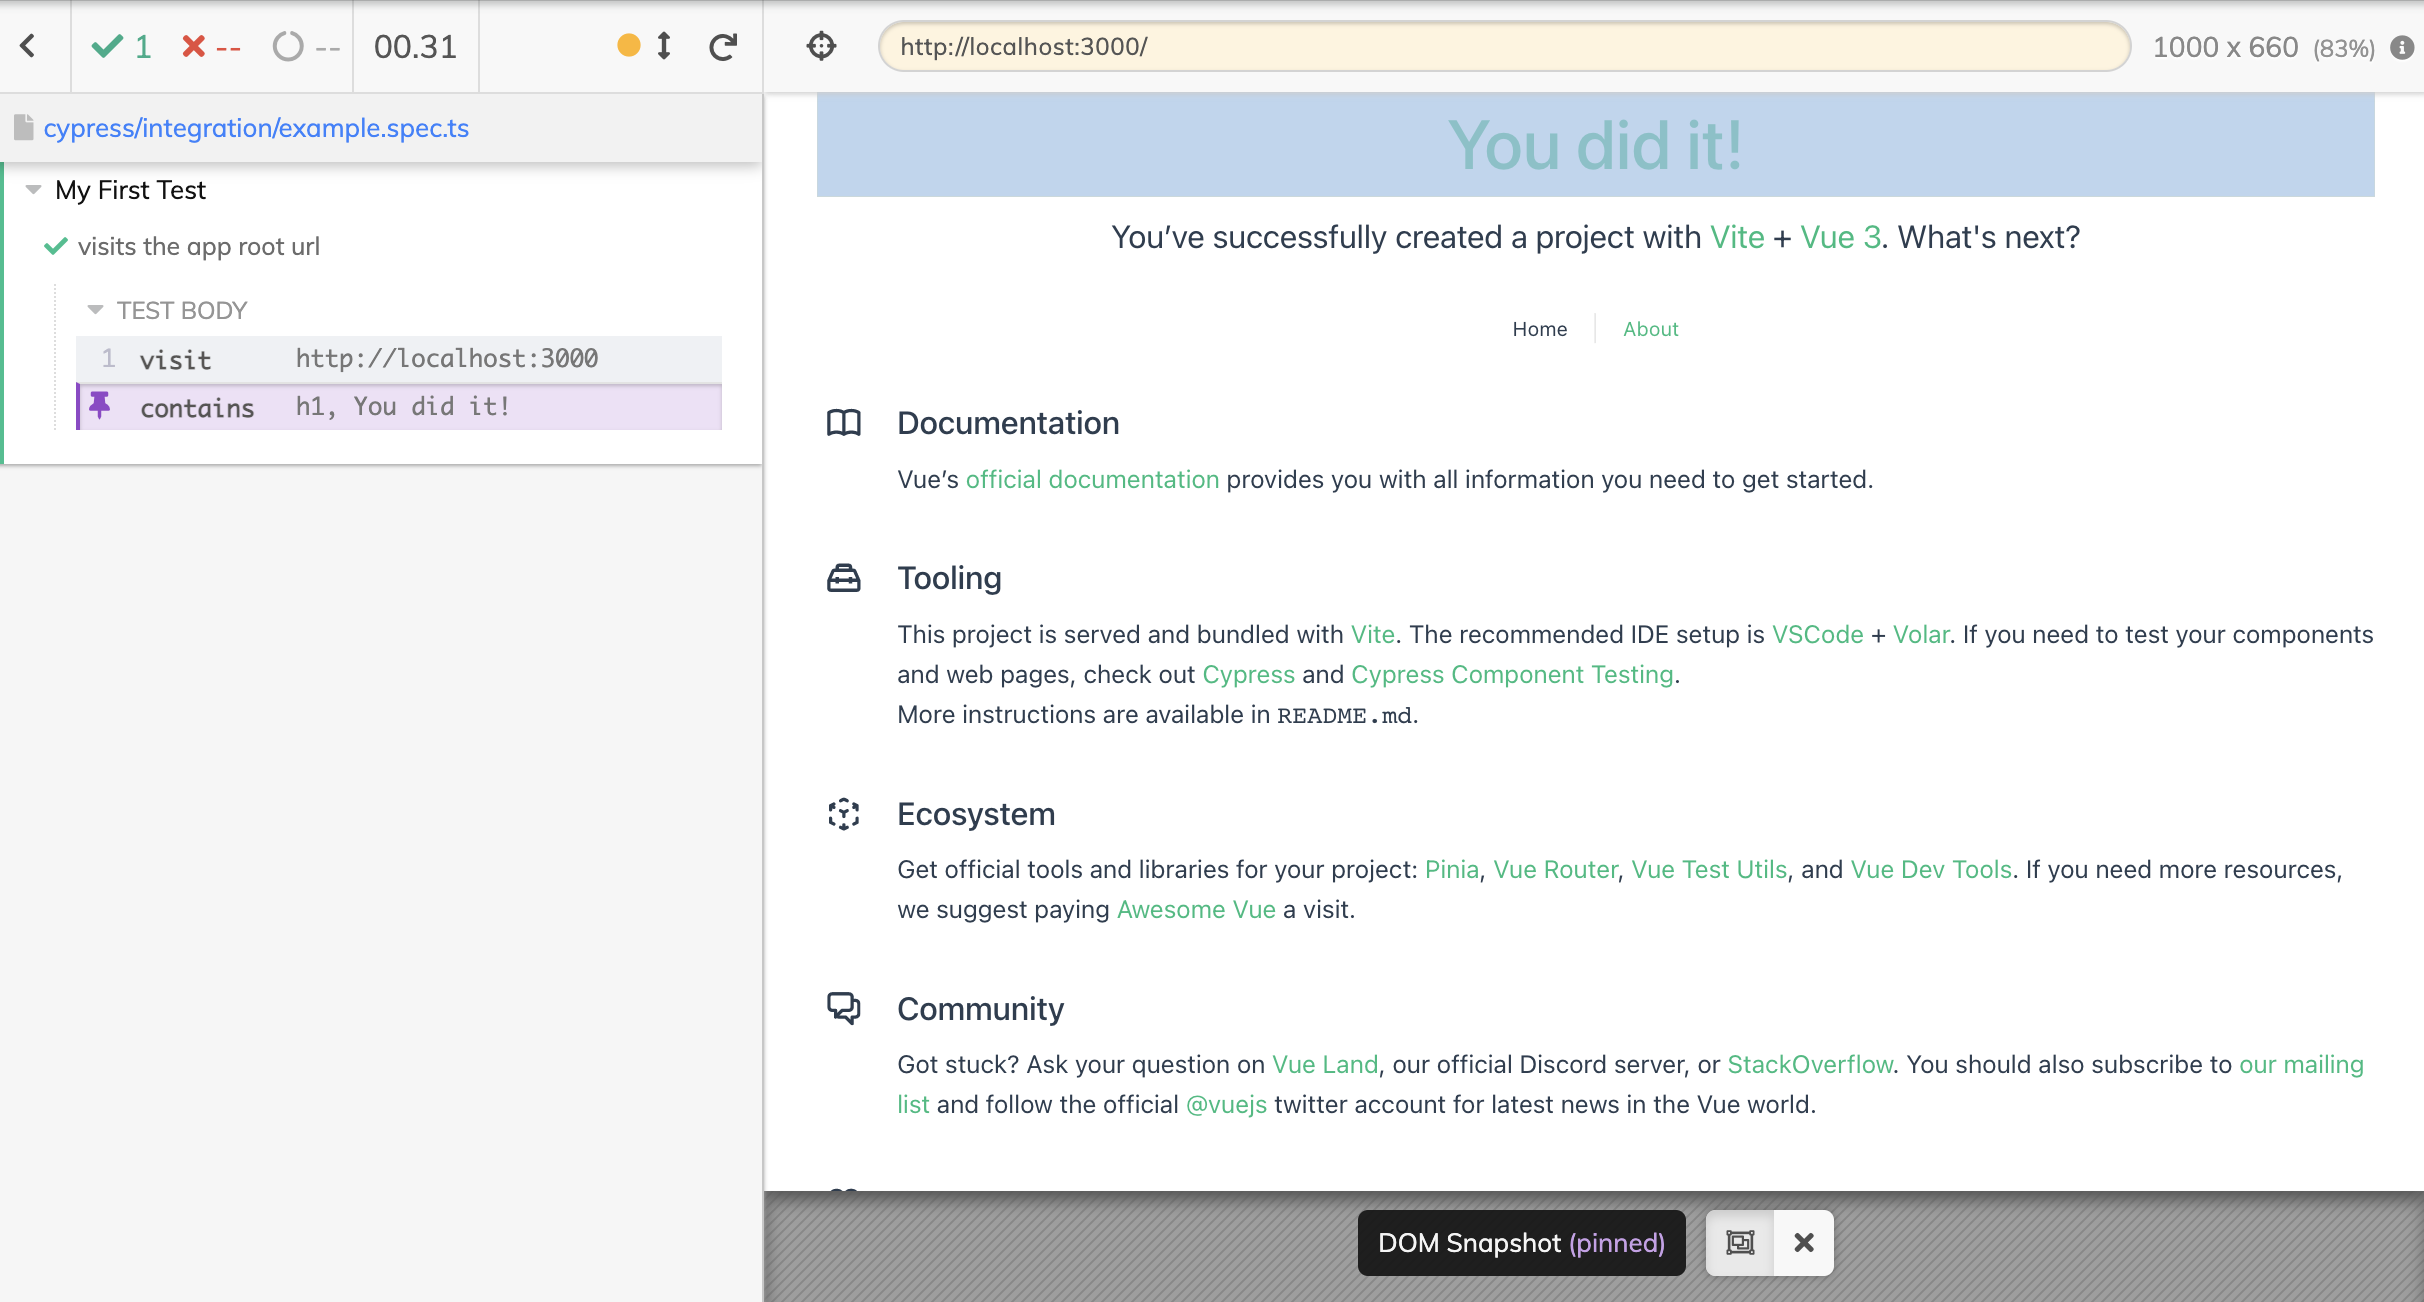 1 -- -- 00.31
http://localhost:3000/
1000 x 660 (83%)
cypress/integration/example.spec.ts
My First Test
visits the app root url
TEST BODY
1 visit http://localhost:3000
contains h1, You did it!
You did it!
You’ve successfully created a project with Vite + Vue 3. What's next?
Home About
Documentation
Vue’s official documentation provides you with all information you need to get started.
Tooling
This project is served and bundled with Vite. The recommended IDE setup is VSCode + Volar. If you need to test your components
and web pages, check out Cypress and Cypress Component Testing.
More instructions are available in README.md.
Ecosystem
Get official tools and libraries for your project: Pinia, Vue Router, Vue Test Utils, and Vue Dev Tools. If you need more resources,
we suggest paying Awesome Vue a visit.
Community
Got stuck? Ask your question on Vue Land, our official Discord server, or StackOverflow. You should also subscribe to our mailing
list and follow the official @vuejs twitter account for latest news in the Vue world.
DOM Snapshot (pinned)